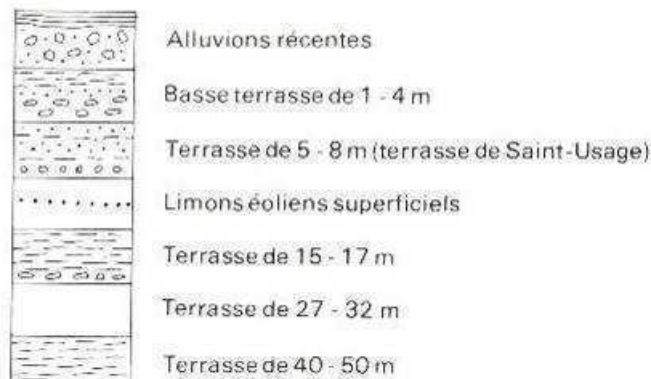 Alluvions récentes
Basse terrasse de 1 - 4 m
Terrasse de 5 - 8 m (terrasse de Saint-Usage)
Limons éoliens superficiels
Terrasse de 15 - 17 m
Terrasse de 27 - 32 m
Terrasse de 40 - 50 m